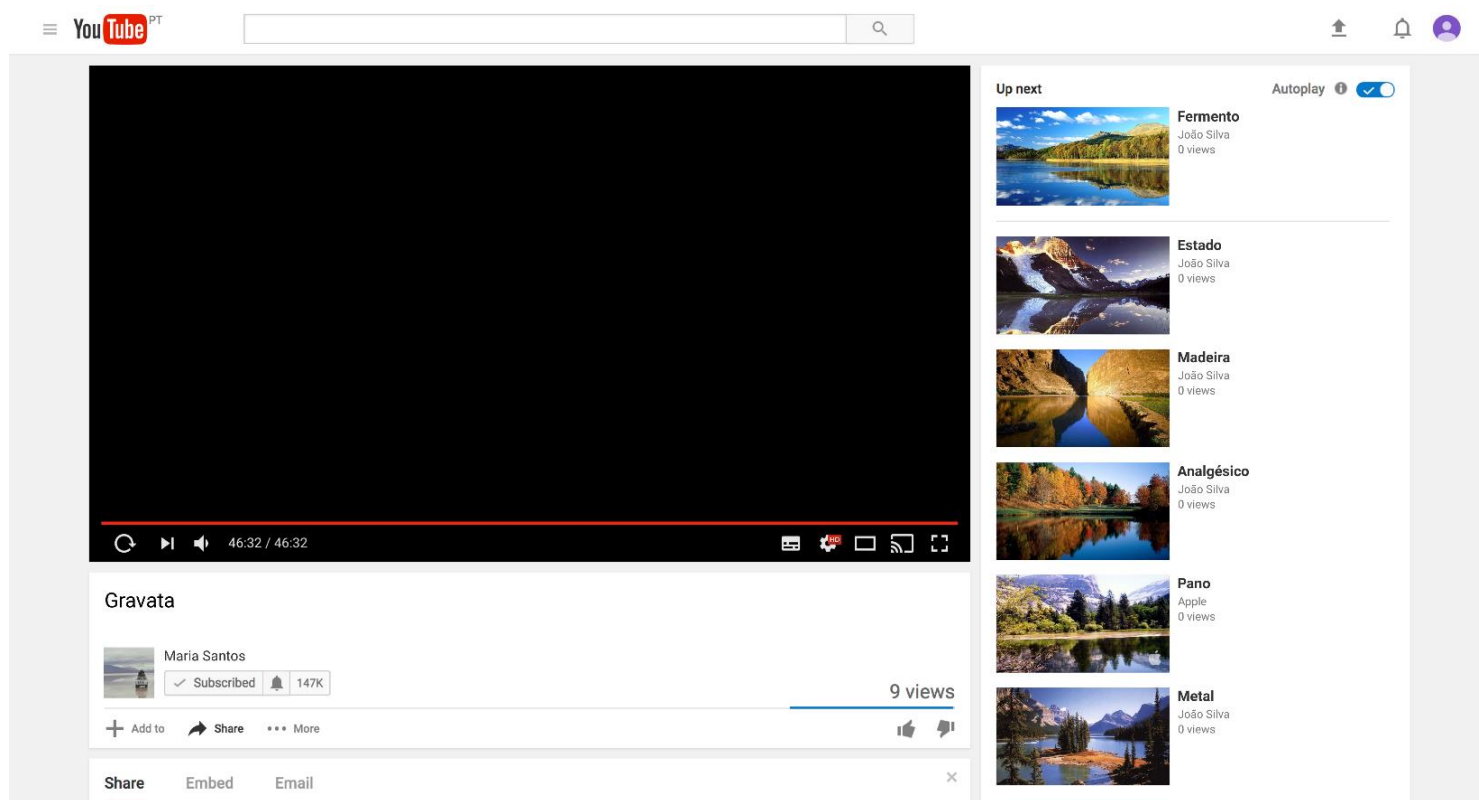 YouTube PT
46:32 / 46:32
HD
Gravata
Maria Santos
Subscribed 147K
9 views
Add to Share More
Share Embed Email
Up next Autoplay
Fermento
João Silva
0 views
Estado
João Silva
0 views
Madeira
João Silva
0 views
Analgésico
João Silva
0 views
Pano
Apple
0 views
Metal
João Silva
0 views